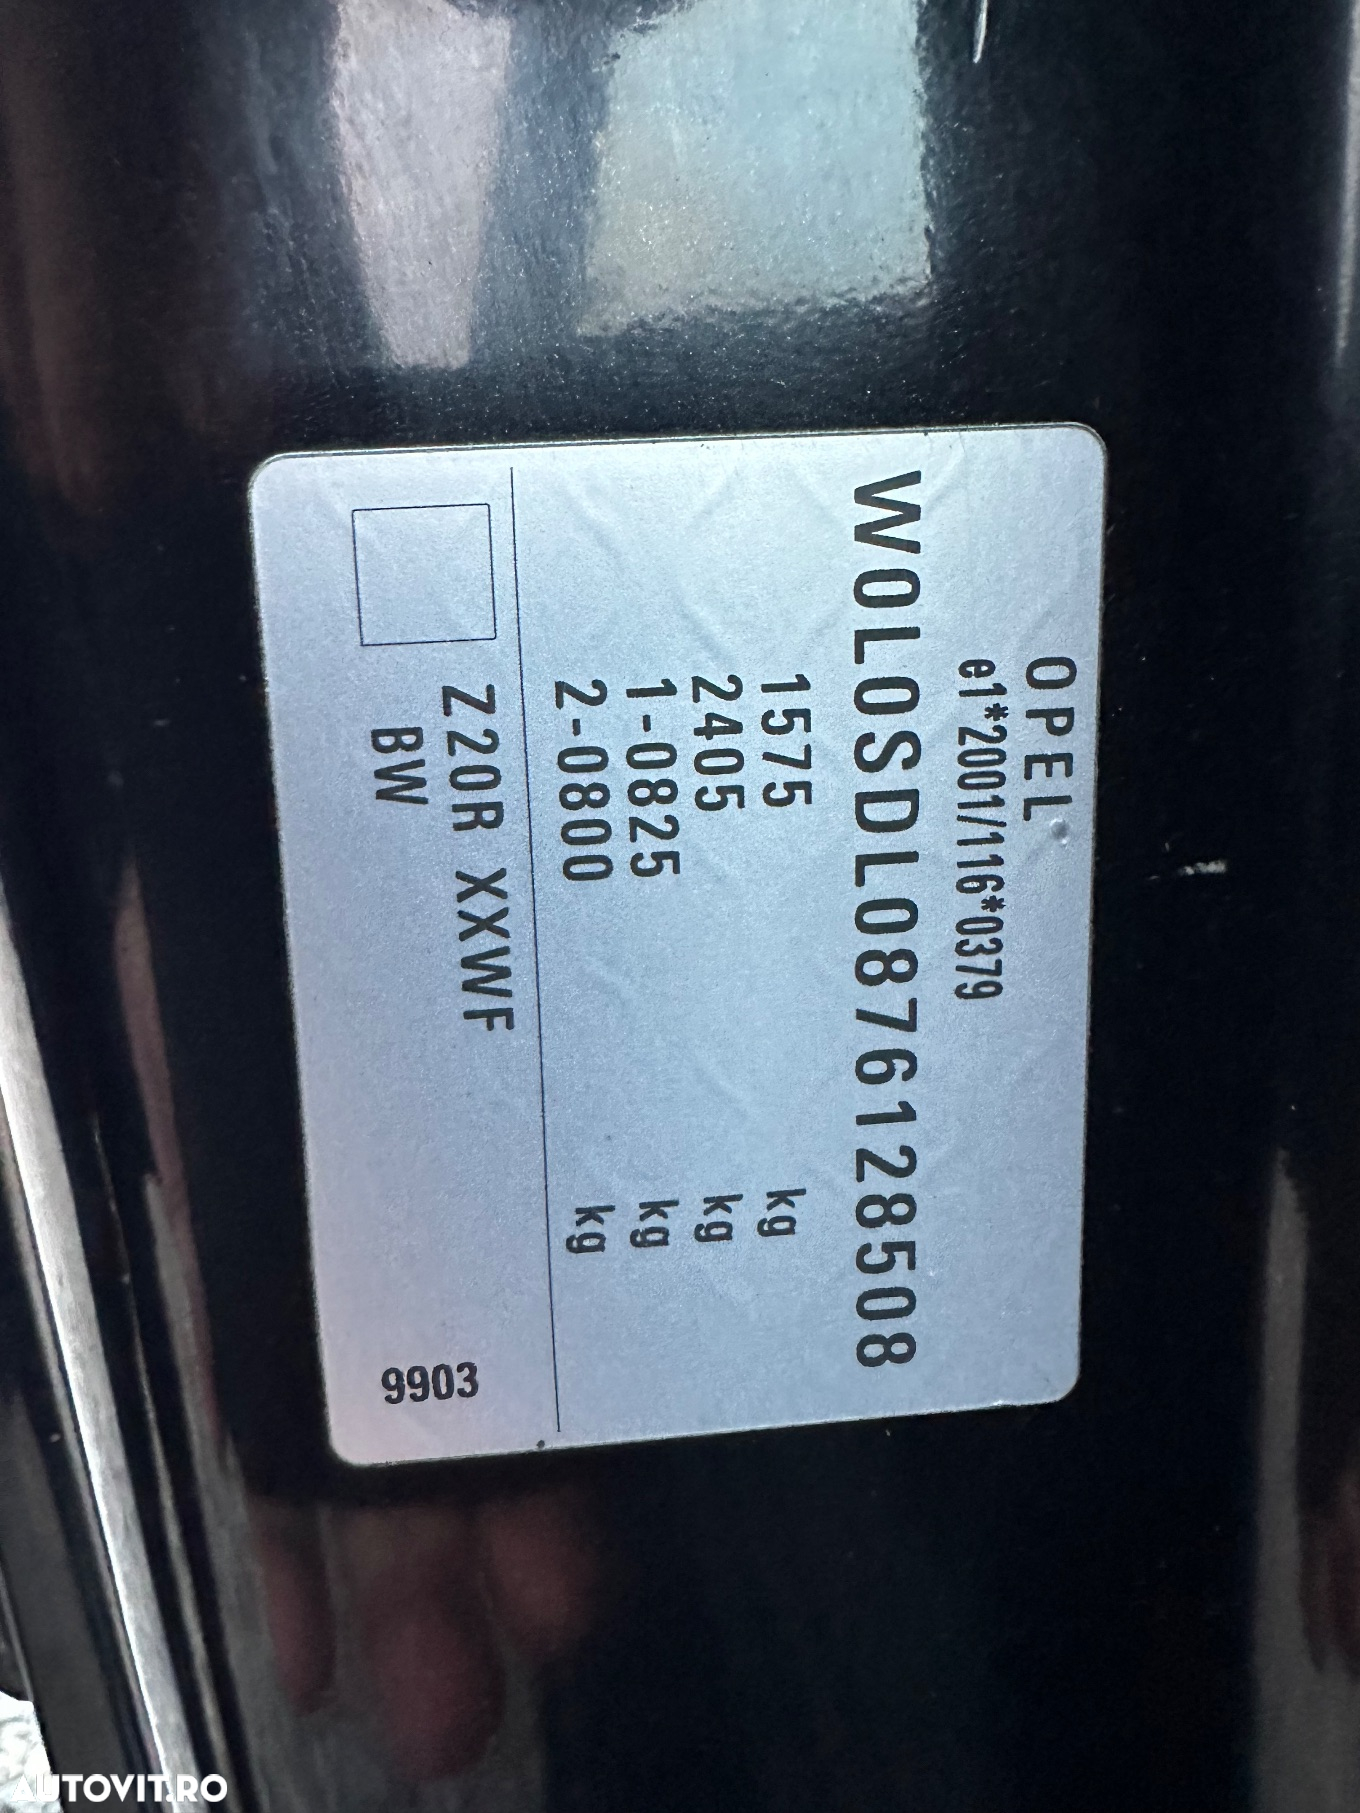 OPEL
e1*2001/116*0379
W0L0SDL0876128508
1575 kg
2405 kg
1-0825 kg
2-0800 kg
Z20R XXWF
BW
9903
AUTOVIT.RO